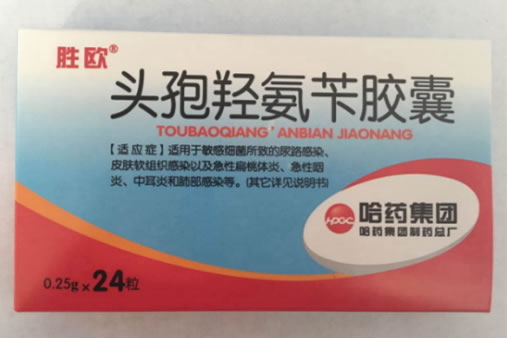 胜欧®
头孢羟氨苄胶囊
TOUBAOQIANG'ANBIAN JIAONANG
【适应症】适用于敏感细菌所致的尿路感染、
皮肤软组织感染以及急性扁桃体炎、急性咽
炎、中耳炎和肺部感染等。(其它详见说明书)
HPGC
哈药集团
哈药集团制药总厂
0.25g×24粒